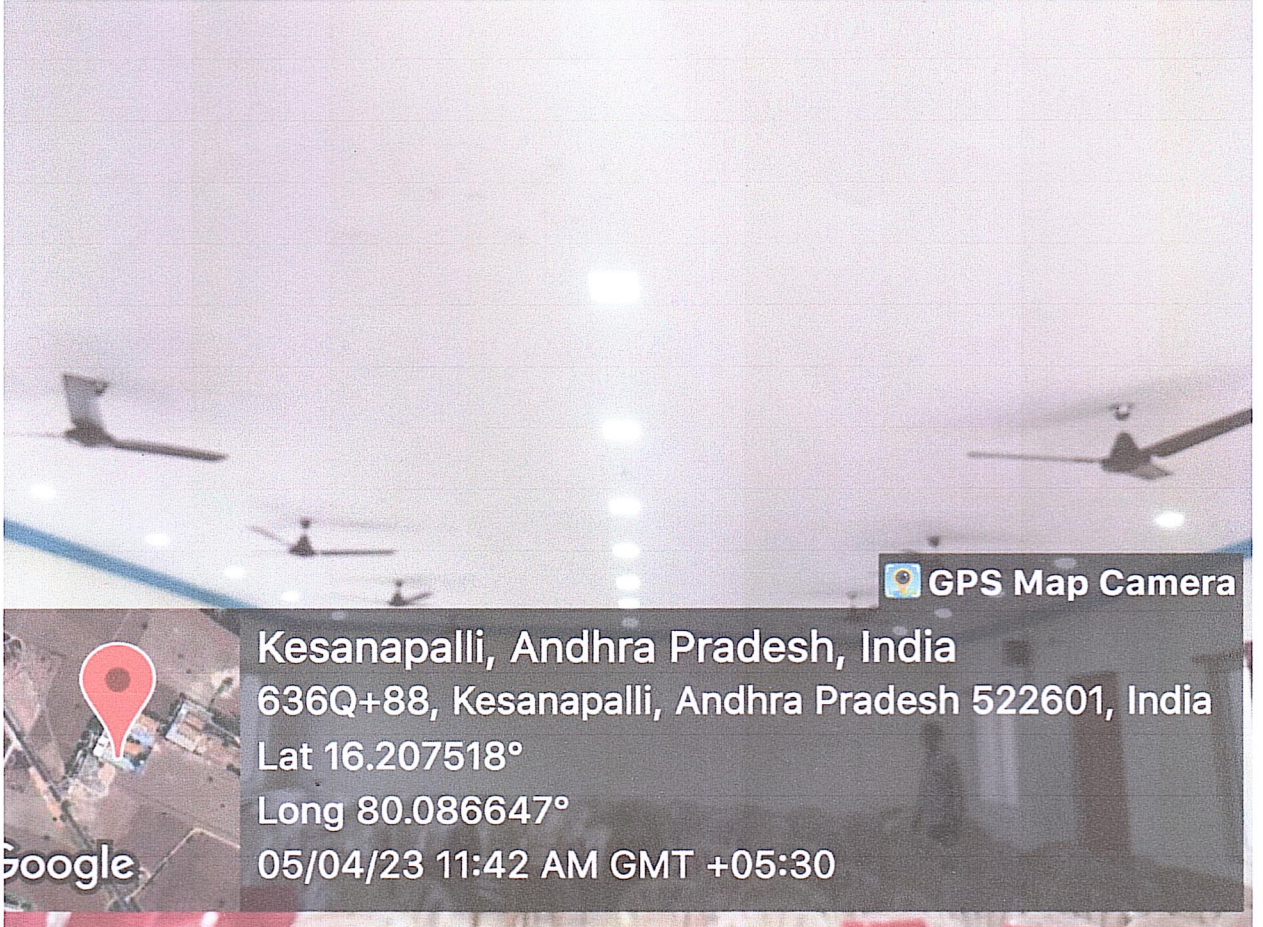 GPS Map Camera
Kesanapalli, Andhra Pradesh, India
636Q+88, Kesanapalli, Andhra Pradesh 522601, India
Lat 16.207518°
Long 80.086647°
05/04/23 11:42 AM GMT +05:30
Google